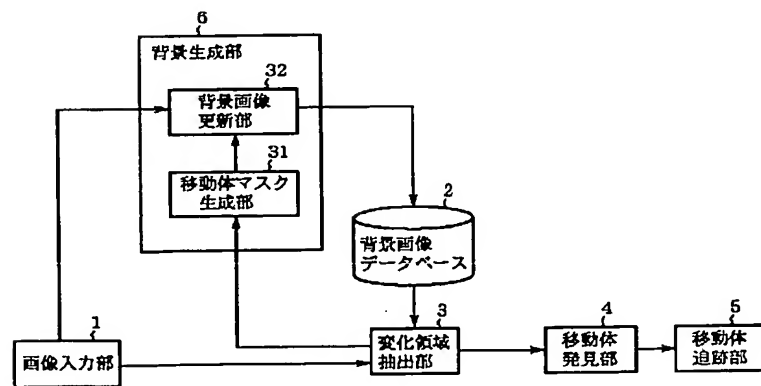 6
背景生成部
32
背景画像
更新部
31
移動体マスク
生成部
2
背景画像
データベース
1
画像入力部
3
変化領域
抽出部
4
移動体
発見部
5
移動体
追跡部